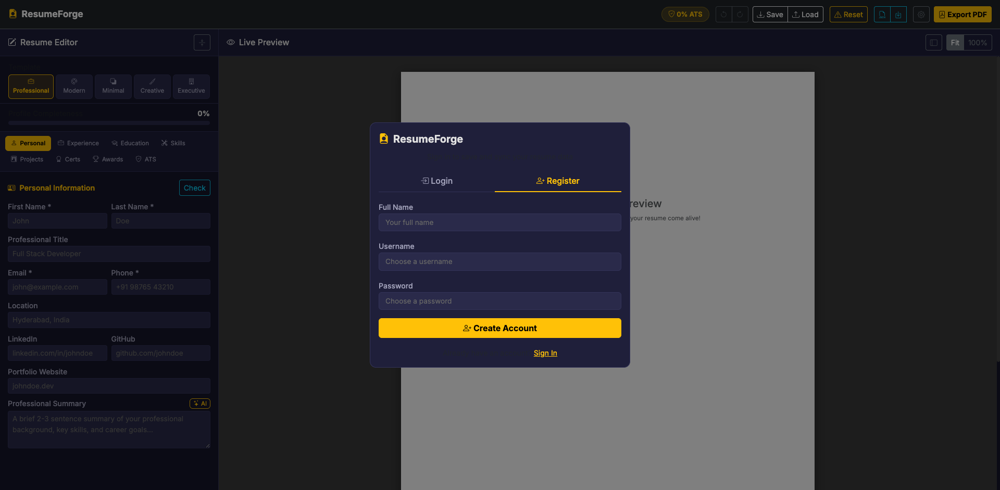 ResumeForge
0% ATS
Save
Load
Reset
Export PDF
Resume Editor
Live Preview
Fit
100%
Template
Professional
Modern
Minimal
Creative
Executive
Profile Completeness
0%
Personal
Experience
Education
Skills
Projects
Certs
Awards
ATS
Personal Information
Check
First Name *
Last Name *
John
Doe
Professional Title
Full Stack Developer
Email *
Phone *
john@example.com
+91 98765 43210
Location
Hyderabad, India
LinkedIn
GitHub
linkedin.com/in/johndoe
github.com/johndoe
Portfolio Website
johndoe.dev
Professional Summary
AI
A brief 2-3 sentence summary of your professional
background, key skills, and career goals...
ResumeForge
Login
Register
Full Name
Your full name
Username
Choose a username
Password
Choose a password
Create Account
Sign In
review
your resume come alive!